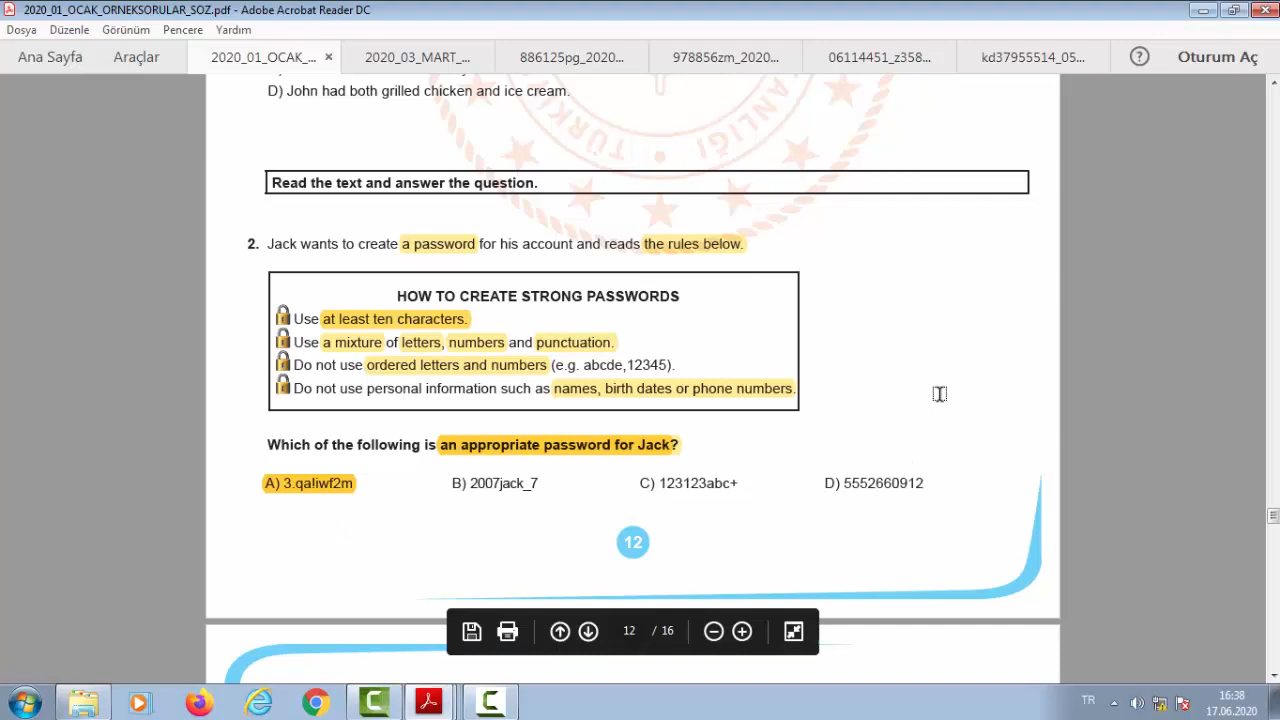 2020_01_OCAK_ORNEKSORULAR_SOZ.pdf - Adobe Acrobat Reader DC
Dosya Düzenle Görünüm Pencere Yardım
Ana Sayfa Araçlar 2020_01_OCAK_... × 2020_03_MART_... 886125pg_2020... 978856zm_2020... 06114451_z358... kd37955514_05... ? Oturum Aç
D) John had both grilled chicken and ice cream.
TÜRKİ ANLIĞI
Read the text and answer the question.
2. Jack wants to create a password for his account and reads the rules below.
HOW TO CREATE STRONG PASSWORDS
Use at least ten characters.
Use a mixture of letters, numbers and punctuation.
Do not use ordered letters and numbers (e.g. abcde,12345).
Do not use personal information such as names, birth dates or phone numbers.
Which of the following is an appropriate password for Jack?
A) 3.qa!iwf2m B) 2007jack_7 C) 123123abc+ D) 5552660912
12
12 / 16
TR 16:38
17.06.2020